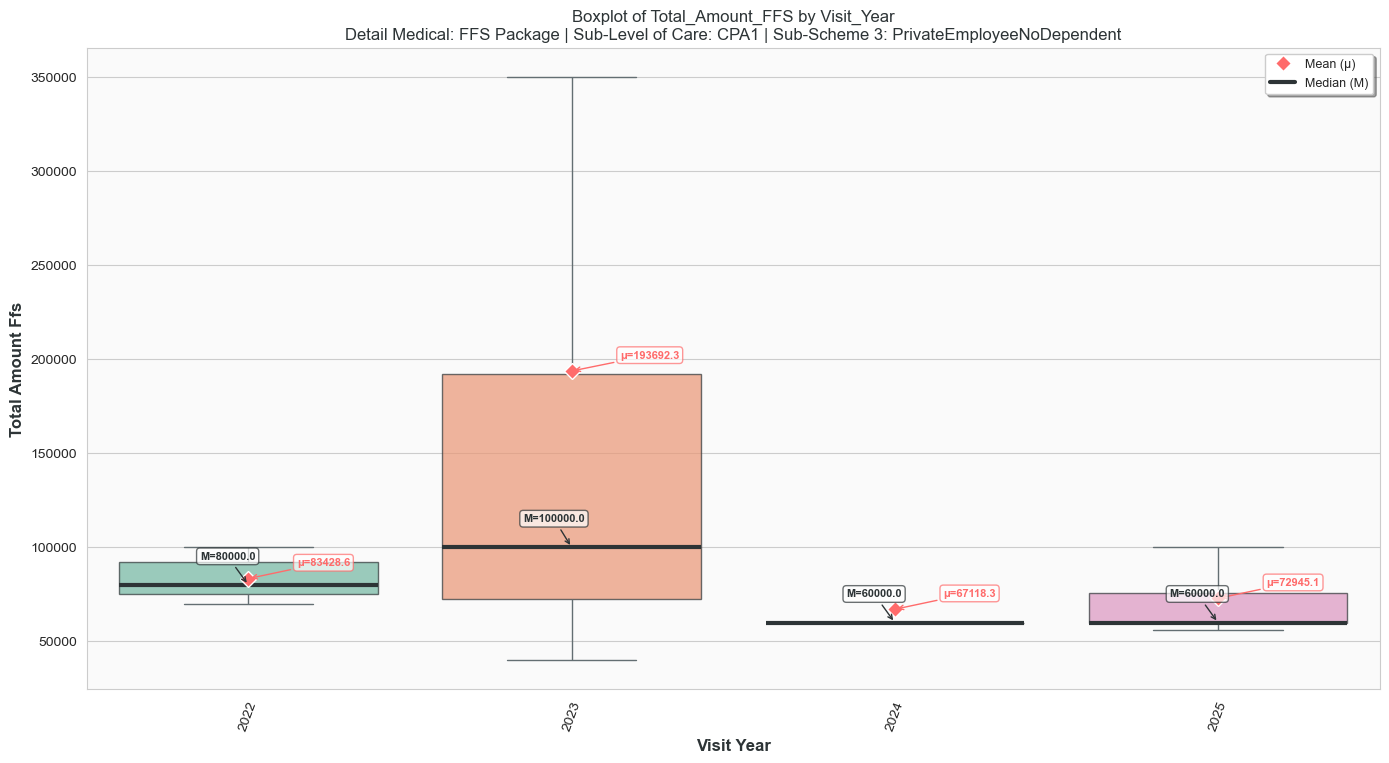 Boxplot of Total_Amount_FFS by Visit_Year
Detail Medical: FFS Package | Sub-Level of Care: CPA1 | Sub-Scheme 3: PrivateEmployeeNoDependent
Mean (μ)
Median (M)
Total Amount Ffs
350000
300000
250000
200000
150000
100000
50000
M=80000.0
μ=83428.6
μ=193692.3
M=100000.0
M=60000.0
μ=67118.3
M=60000.0
μ=72945.1
2022
2023
2024
2025
Visit Year